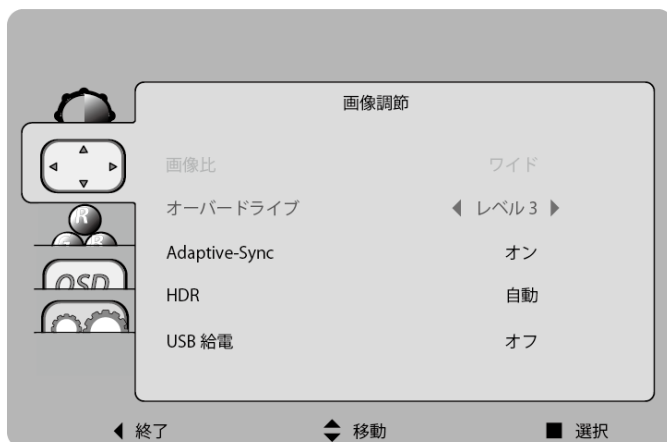 画像調節
画像比 ワイド
オーバードライブ ◀ レベル 3 ▶
Adaptive-Sync オン
HDR 自動
OSD
USB 給電 オフ
◀ 終了 移動 ■ 選択